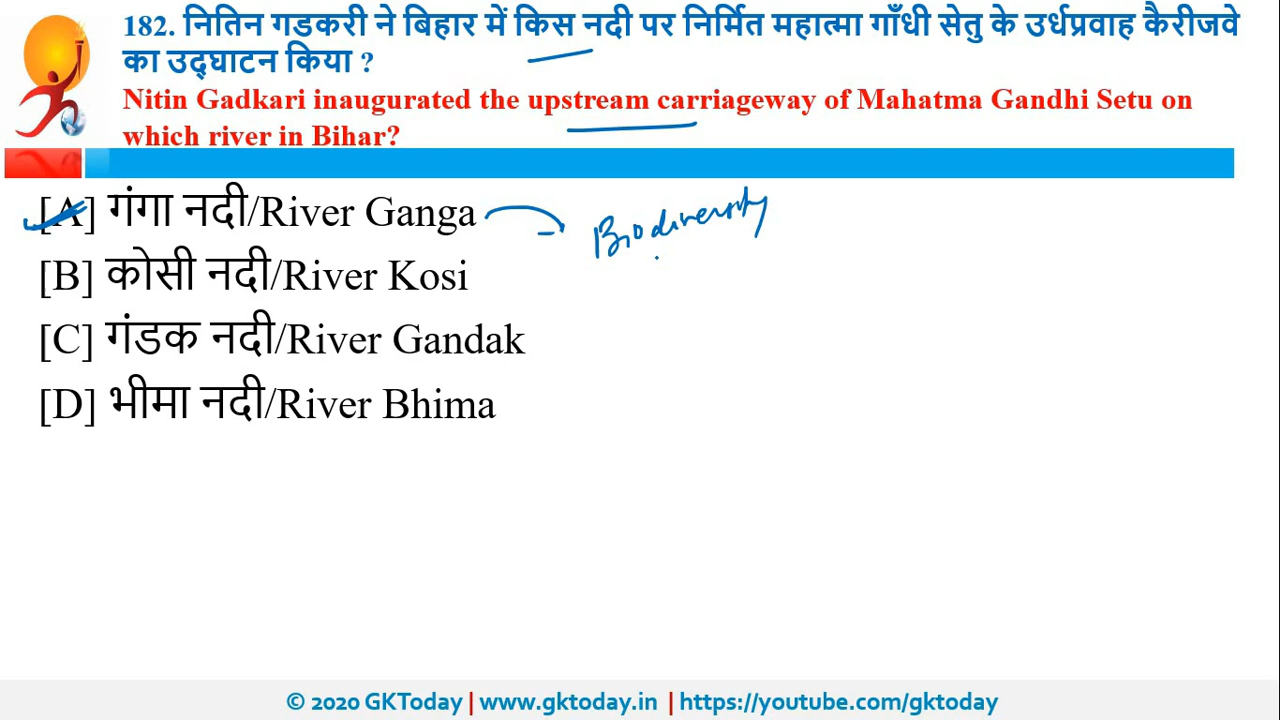 182. नितिन गडकरी ने बिहार में किस नदी पर निर्मित महात्मा गाँधी सेतु के उर्धप्रवाह कैरीजवे
का उद्घाटन किया ?
Nitin Gadkari inaugurated the upstream carriageway of Mahatma Gandhi Setu on
which river in Bihar?
[A] गंगा नदी/River Ganga Biodiversity
[B] कोसी नदी/River Kosi
[C] गंडक नदी/River Gandak
[D] भीमा नदी/River Bhima
© 2020 GKToday | www.gktoday.in | https://youtube.com/gktoday